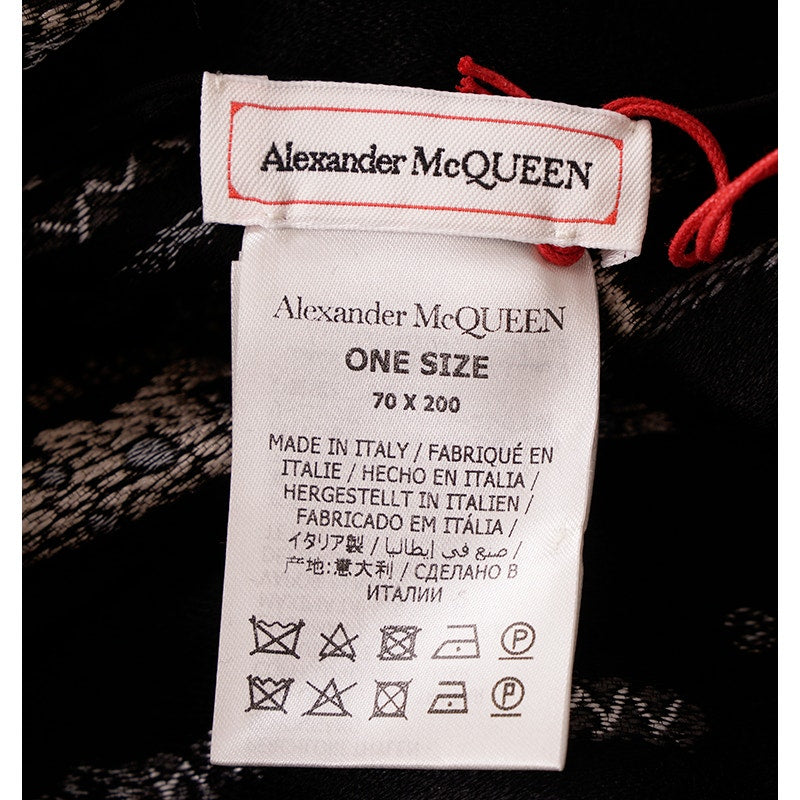 Alexander McQUEEN
Alexander McQUEEN
ONE SIZE
70 X 200
MADE IN ITALY / FABRIQUÉ EN
ITALIE / HECHO EN ITALIA /
HERGESTELLT IN ITALIEN /
FABRICADO EM ITÁLIA /
イタリア製 / صنع في إيطاليا /
产地:意大利 / СДЕЛАНО В
ИТАЛИИ
P
P